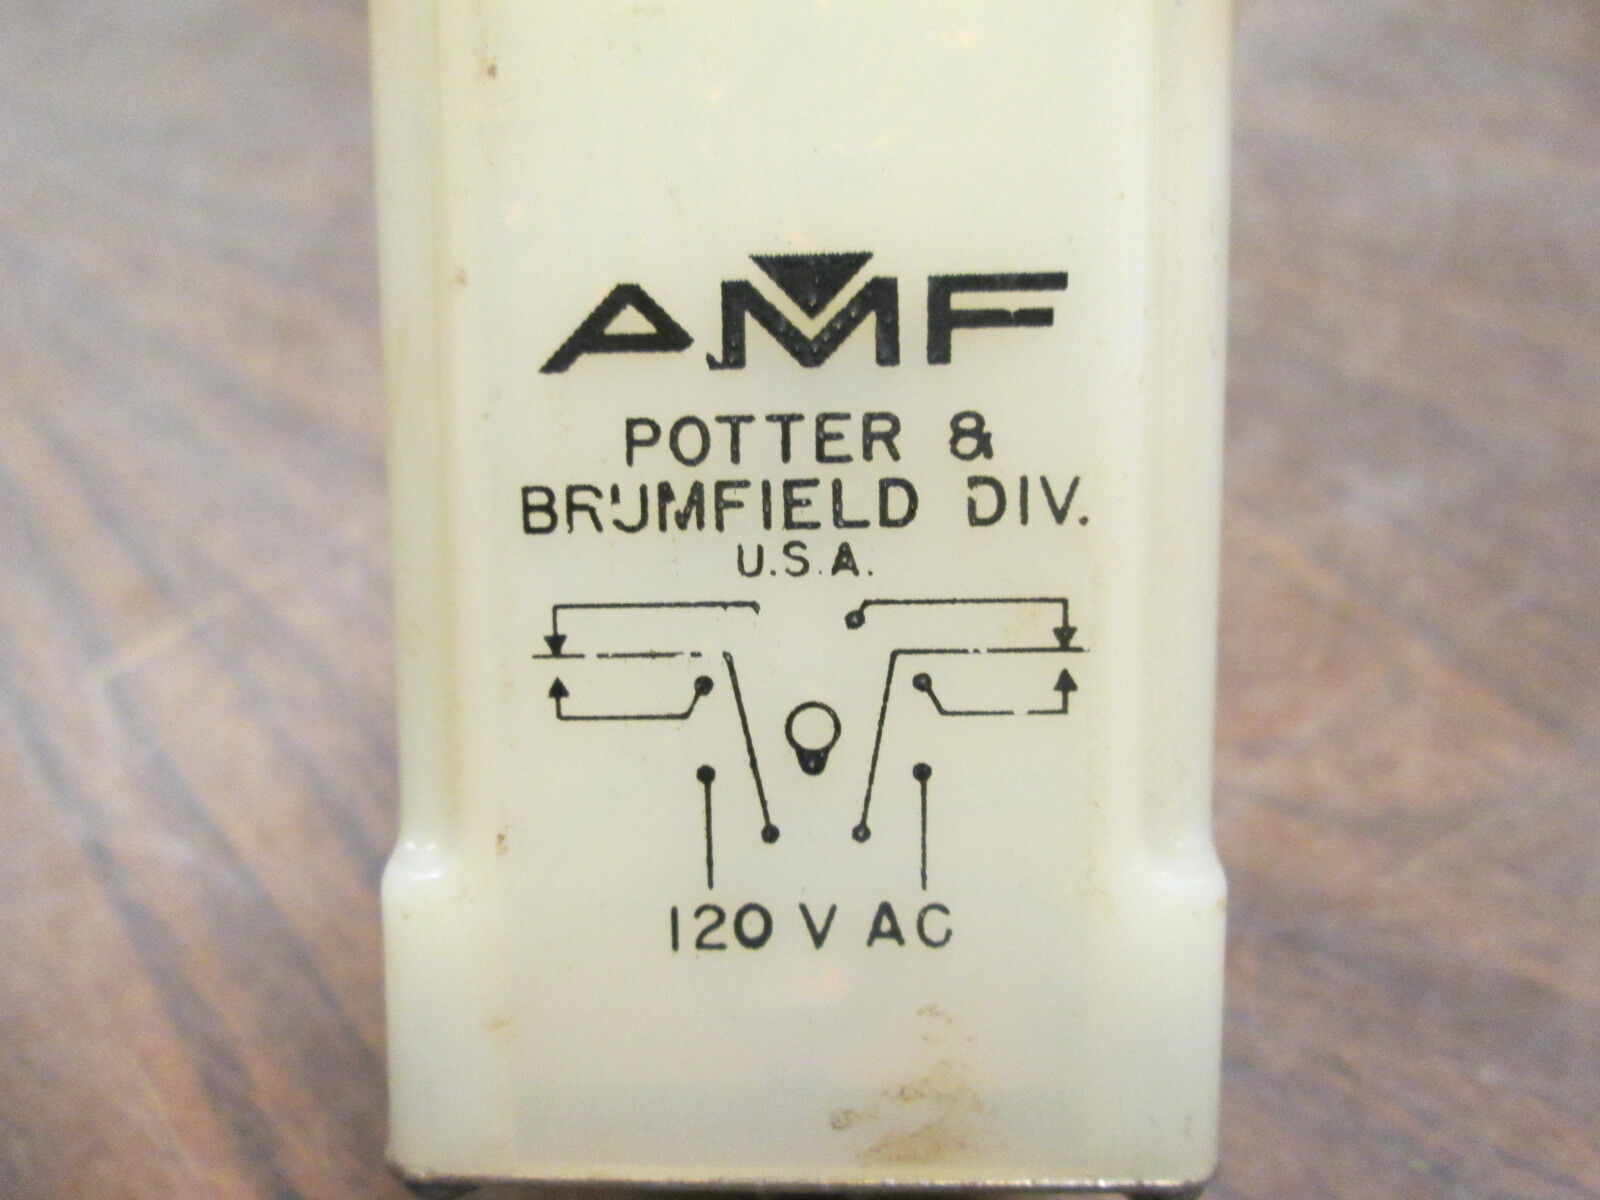 AMF
POTTER &
BRUMFIELD DIV.
U.S.A.
120 V AC